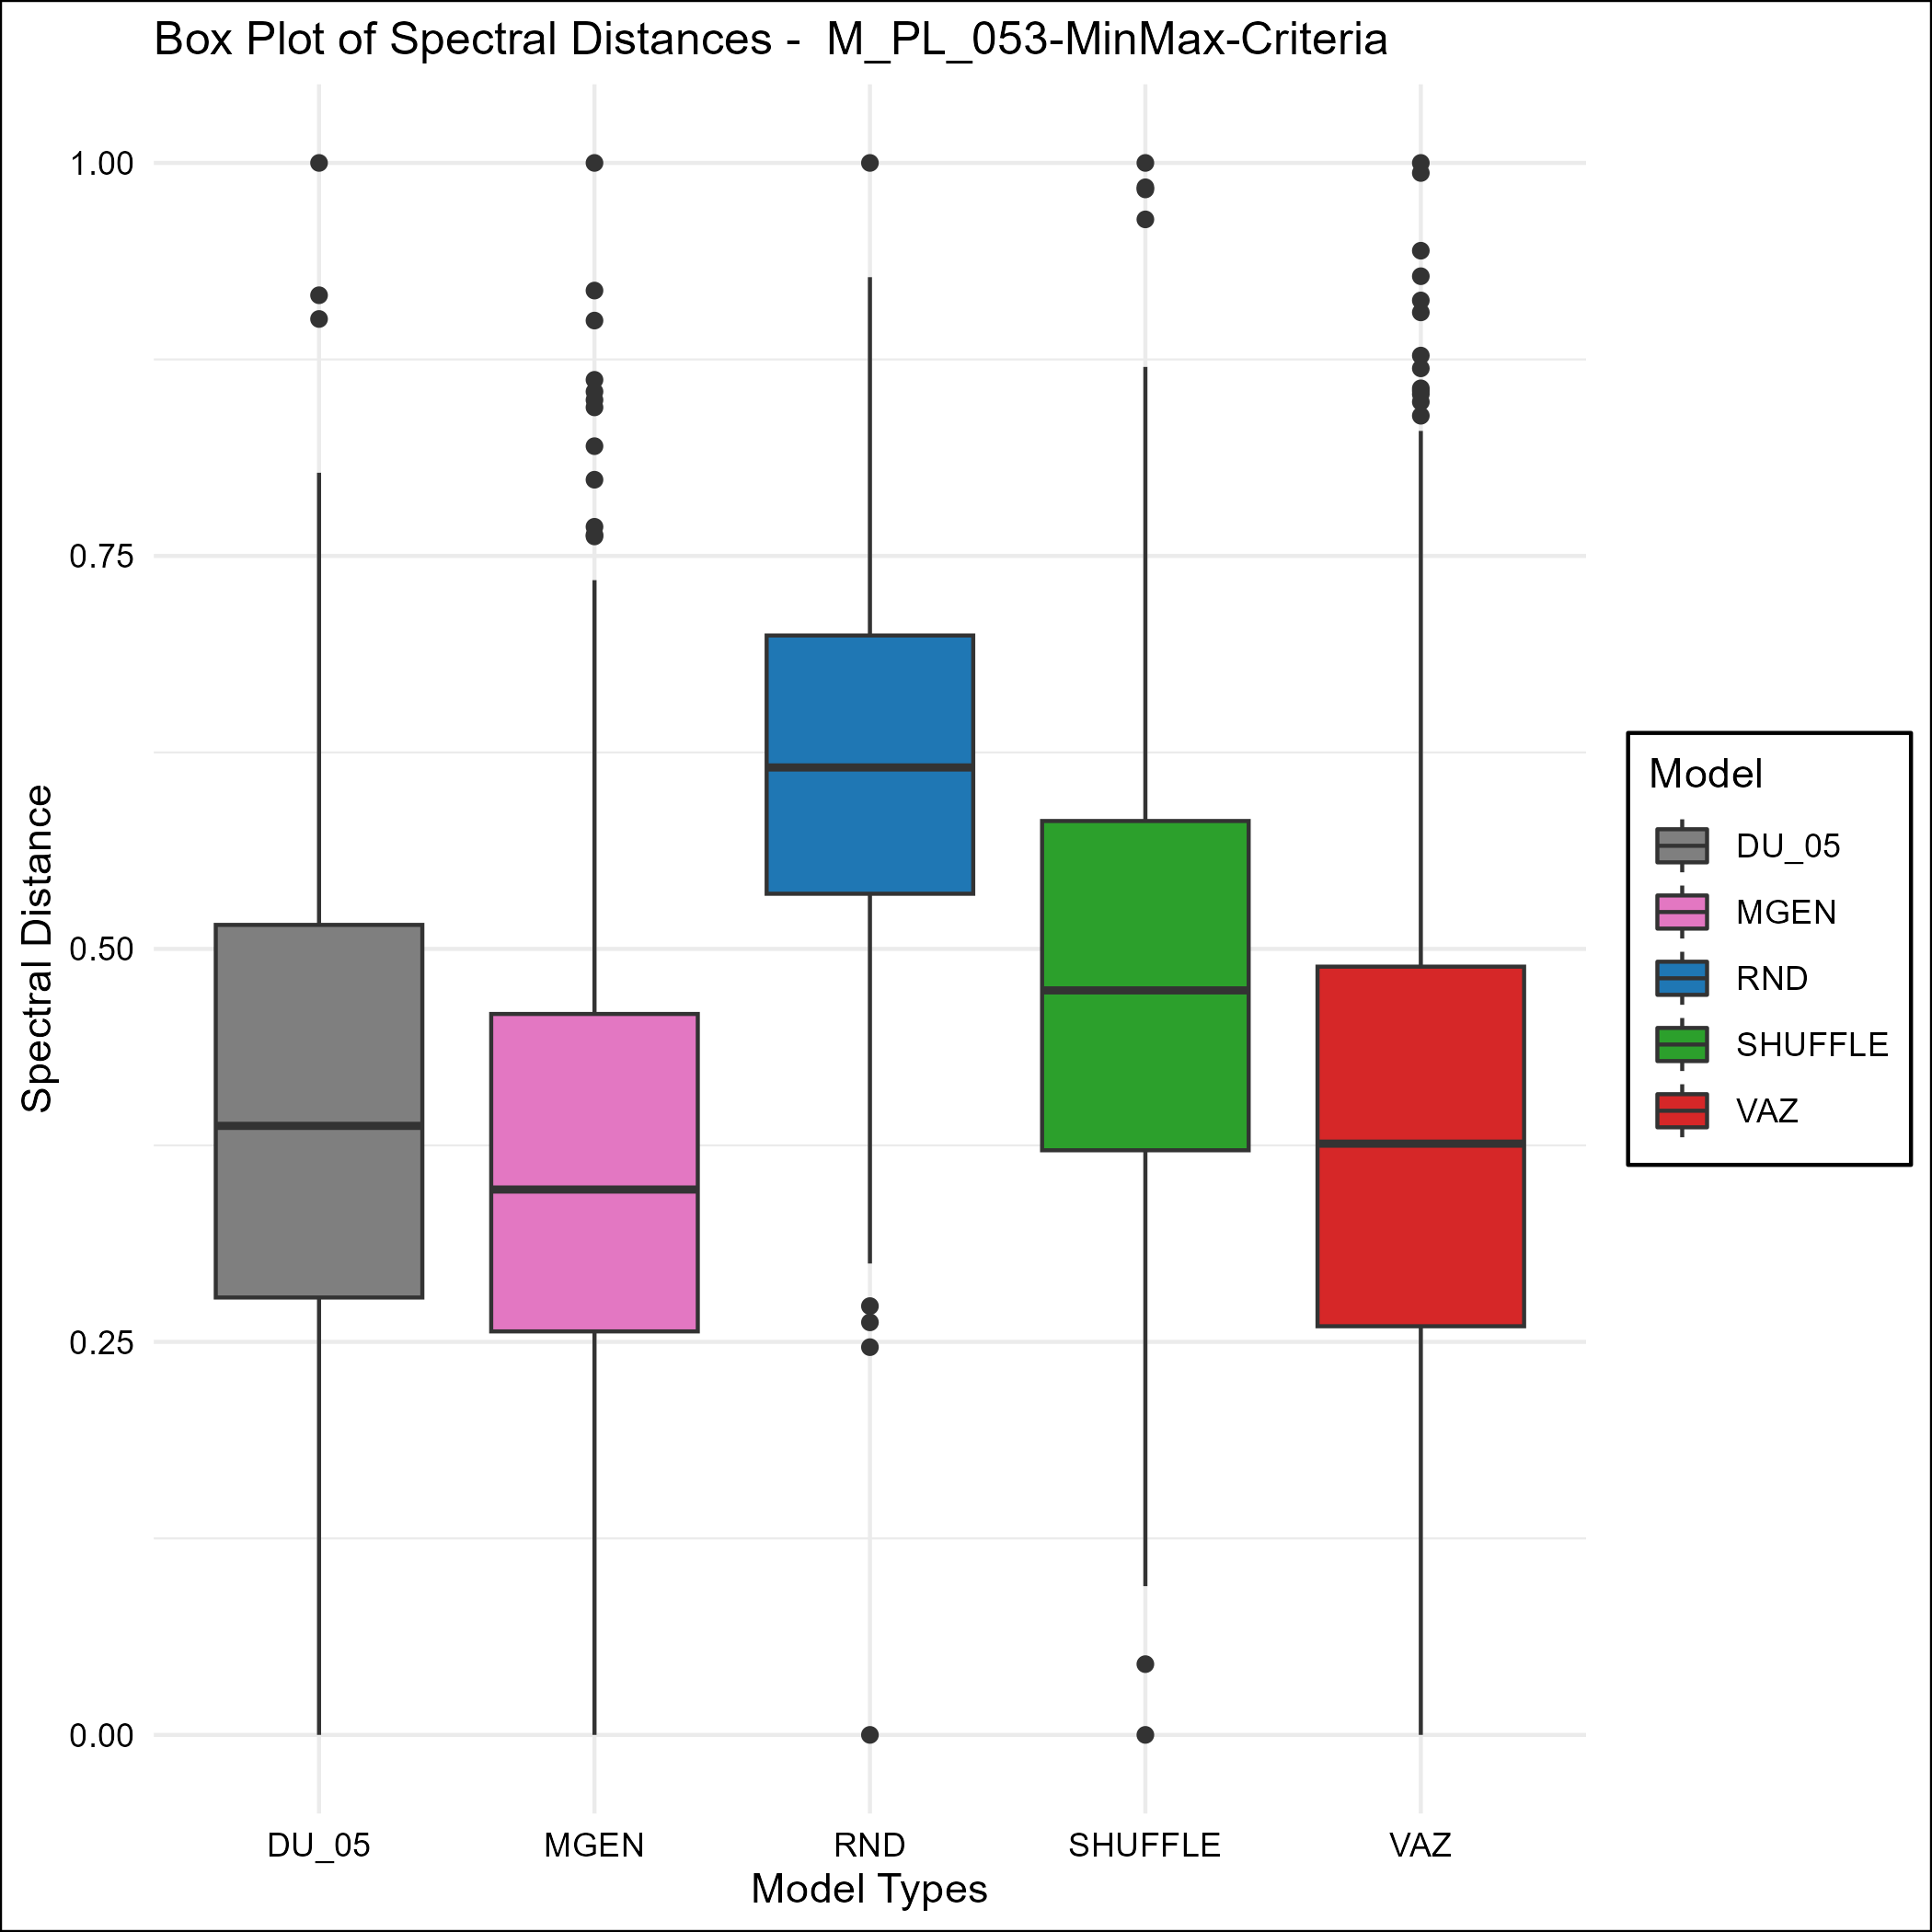 Box Plot of Spectral Distances -  M_PL_053-MinMax-Criteria
1.00
0.75
0.50
0.25
0.00
Spectral Distance
DU_05
MGEN
RND
SHUFFLE
VAZ
Model Types
Model
DU_05
MGEN
RND
SHUFFLE
VAZ